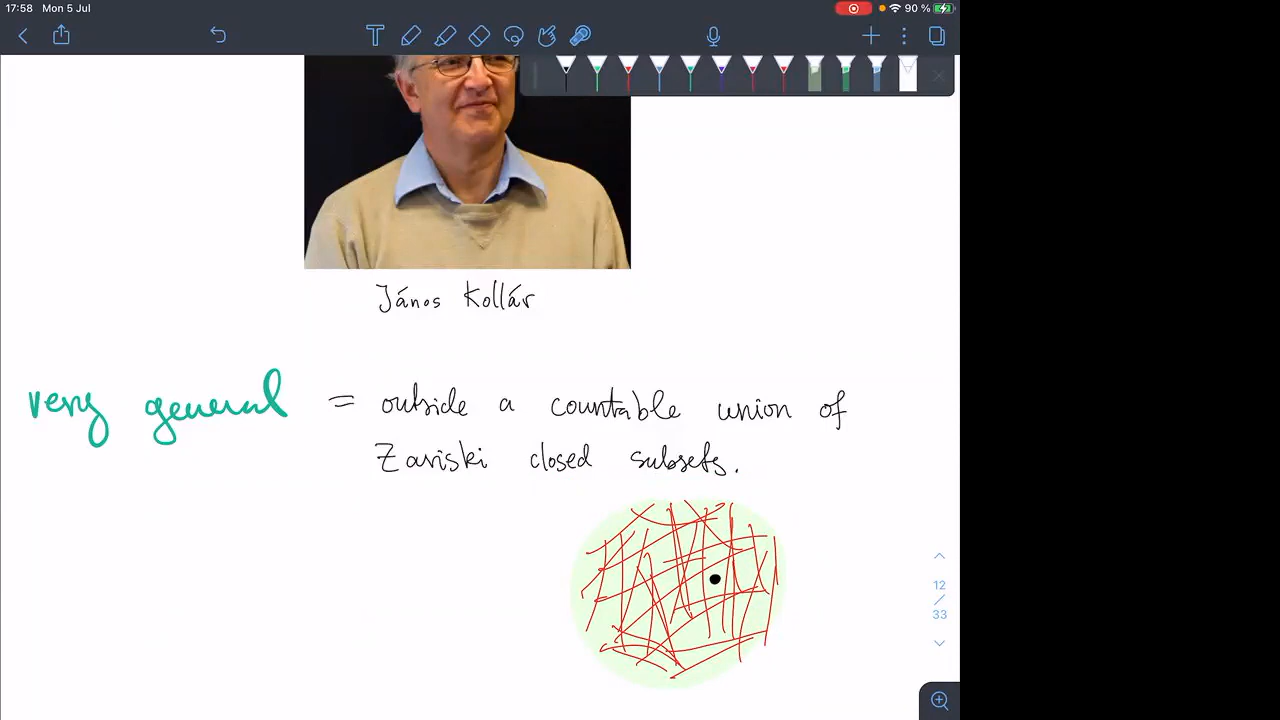 17:58 Mon 5 Jul
90 %
T
János Kollár
very general = outside a countable union of
Zariski closed subsets.
12
/
33